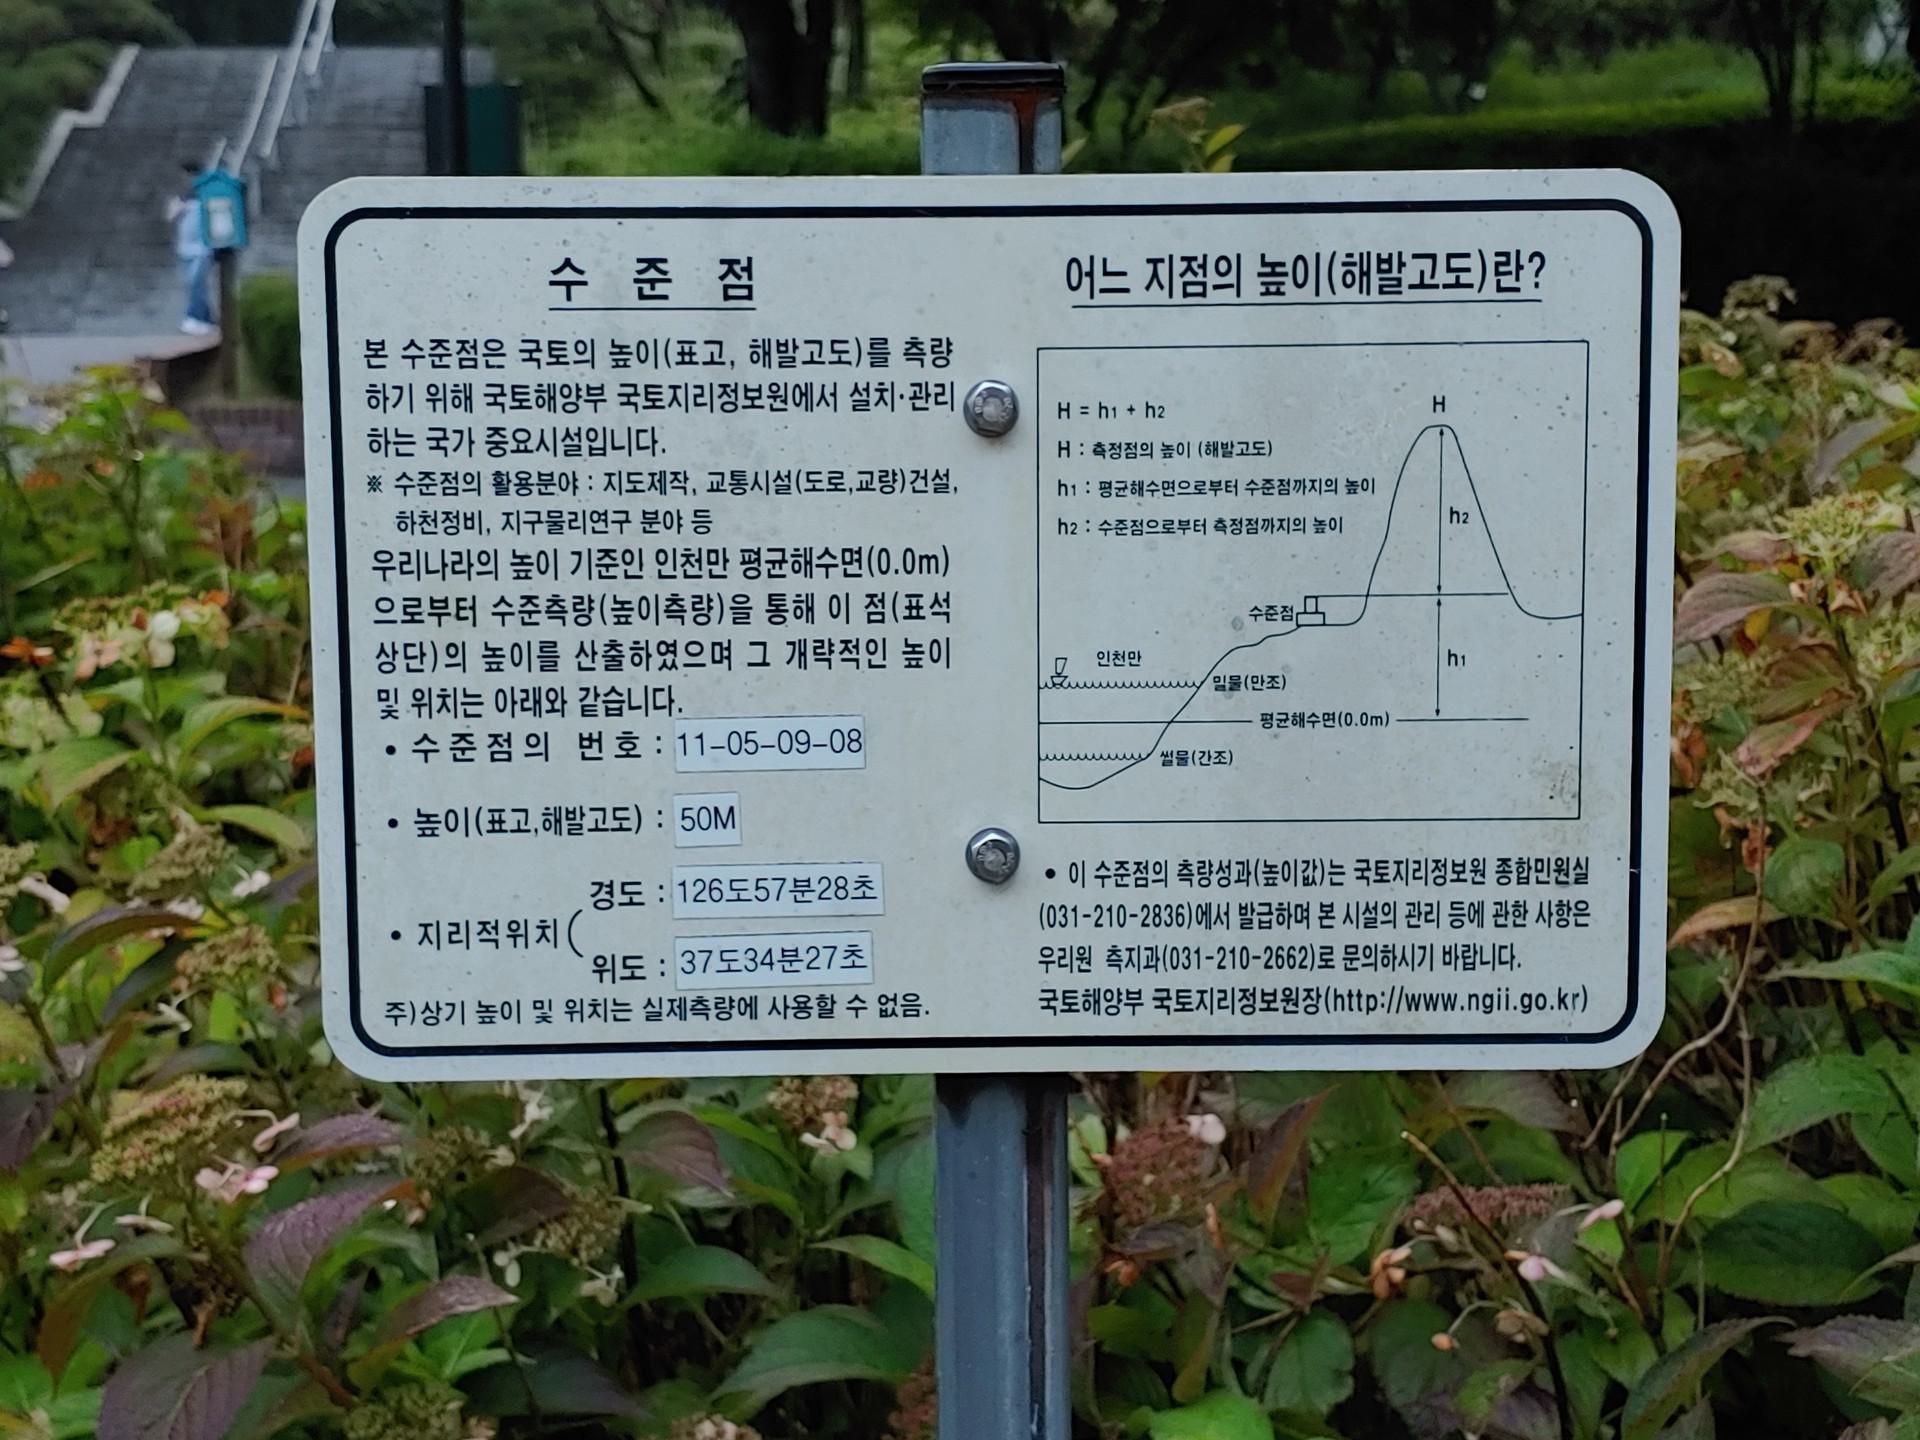 수 준 점
본 수준점은 국토의 높이(표고, 해발고도)를 측량
하기 위해 국토해양부 국토지리정보원에서 설치·관리
하는 국가 중요시설입니다.
※ 수준점의 활용분야 : 지도제작, 교통시설(도로,교량)건설,
하천정비, 지구물리연구 분야 등
우리나라의 높이 기준인 인천만 평균해수면(0.0m)
으로부터 수준측량(높이측량)을 통해 이 점(표석
상단)의 높이를 산출하였으며 그 개략적인 높이
및 위치는 아래와 같습니다.
• 수준점의 번호 : 11-05-09-08
• 높이(표고,해발고도) : 50M
• 지리적위치
경도 : 126도57분28초
위도 : 37도34분27초
주)상기 높이 및 위치는 실제측량에 사용할 수 없음.
어느 지점의 높이(해발고도)란?
H = h1 + h2
H : 측정점의 높이 (해발고도)
h1 : 평균해수면으로부터 수준점까지의 높이
h2 : 수준점으로부터 측정점까지의 높이
H
h2
수준점
h1
인천만
밀물(만조)
평균해수면(0.0m)
썰물(간조)
• 이 수준점의 측량성과(높이값)는 국토지리정보원 종합민원실
(031-210-2836)에서 발급하며 본 시설의 관리 등에 관한 사항은
우리원 측지과(031-210-2662)로 문의하시기 바랍니다.
국토해양부 국토지리정보원장(http://www.ngii.go.kr)